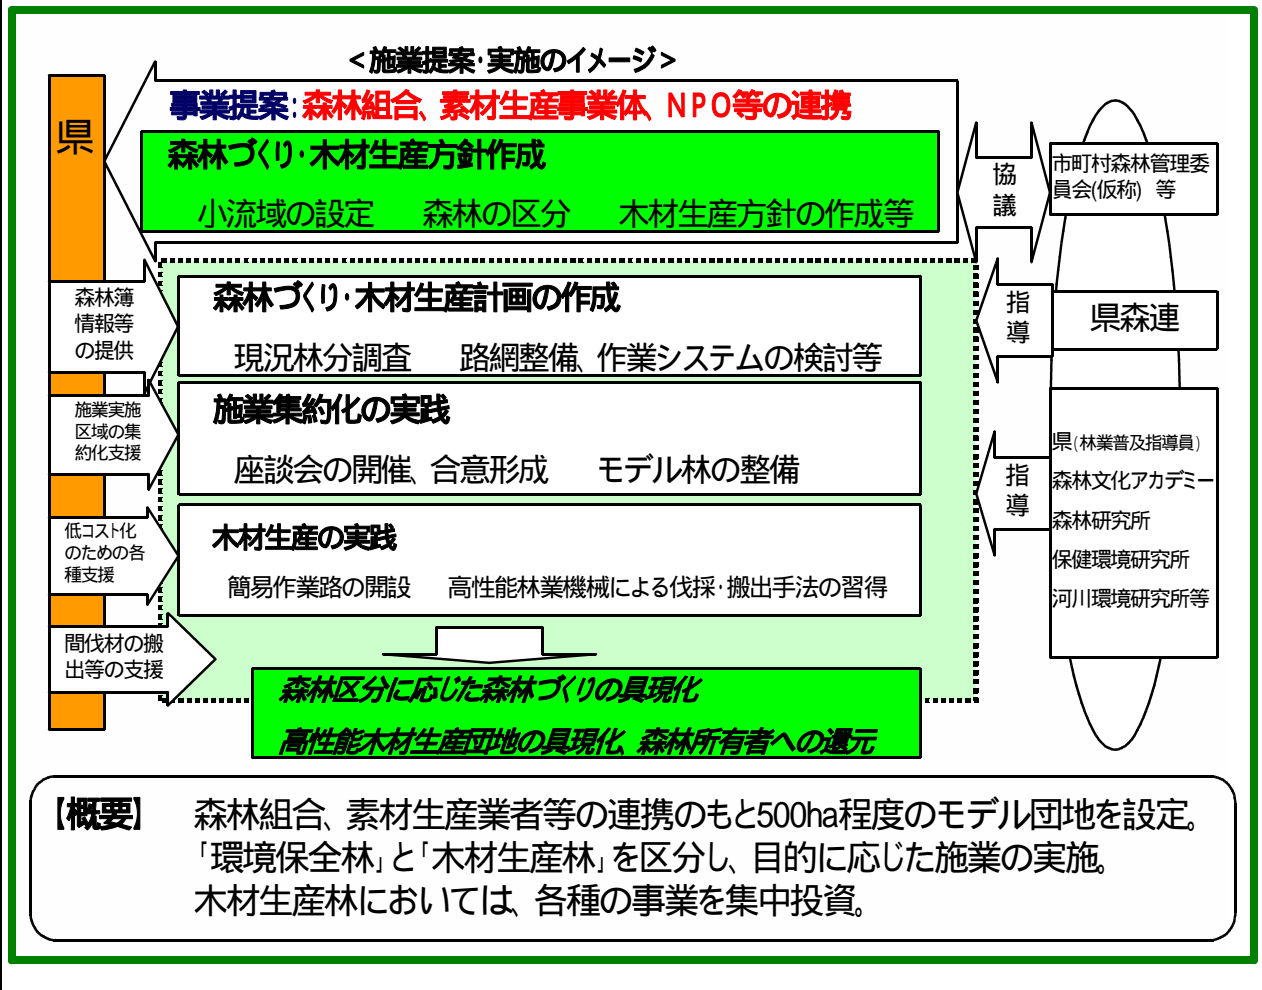 <施業提案・実施のイメージ>
県
事業提案:森林組合、素材生産事業体、NPO等の連携
森林づくり・木材生産方針作成
小流域の設定 森林の区分 木材生産方針の作成等
協
議
市町村森林管理委
員会(仮称) 等
森林簿
情報等
の提供
森林づくり・木材生産計画の作成
現況林分調査 路網整備、作業システムの検討等
指
導
県森連
施業実施
区域の集
約化支援
施業集約化の実践
座談会の開催、合意形成 モデル林の整備
指
導
県(林業普及指導員)
森林文化アカデミー
森林研究所
保健環境研究所
河川環境研究所等
低コスト化
のための各
種支援
木材生産の実践
簡易作業路の開設 高性能林業機械による伐採・搬出手法の習得
間伐材の搬
出等の支援
森林区分に応じた森林づくりの具現化
高性能木材生産団地の具現化、森林所有者への還元
【概要】 森林組合、素材生産業者等の連携のもと500ha程度のモデル団地を設定。
「環境保全林」と「木材生産林」を区分し、目的に応じた施業の実施。
木材生産林においては、各種の事業を集中投資。